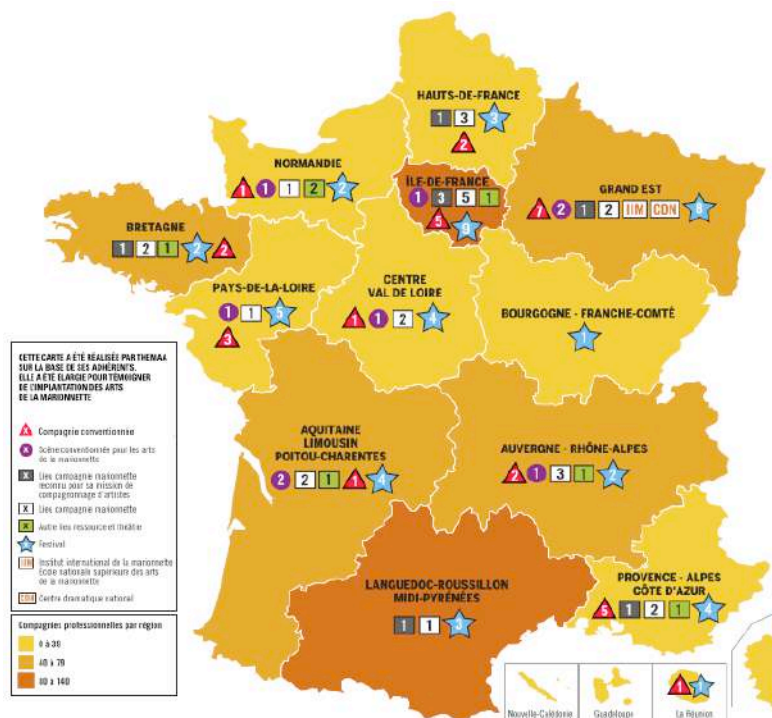 HAUTS-DE-FRANCE
1 3 3
2
NORMANDIE
1 1 1 2 2
ÎLE-DE-FRANCE
1 3 5 1
5 9
GRAND EST
7 2 1 2 IIM CDN
BRETAGNE
1 2 1 2 2
PAYS-DE-LA-LOIRE
1 1 5
3
CENTRE
VAL DE LOIRE
1 1 2 4
BOURGOGNE - FRANCHE-COMTÉ
1
CETTE CARTE A ÉTÉ RÉALISÉE PAR THEMAA
SUR LA BASE DE SES ADHÉRENTS.
ELLE A ÉTÉ ÉLARGIE POUR TÉMOIGNER
DE L'IMPLANTATION DES ARTS
DE LA MARIONNETTE
X Compagnie conventionnée
X Scène conventionnée pour les arts
de la marionnette
X Lieu compagnie marionnette
reconnu pour sa mission de
compagnonnage d'artistes
X Lieu compagnie marionnette
X Autre lieu ressource et théâtre
Festival
IIM Institut international de la marionnette
École nationale supérieure des arts
de la marionnette
CDN Centre dramatique national
Compagnies professionnelles par région
0 à 39
40 à 79
80 à 140
AQUITAINE
LIMOUSIN
POITOU-CHARENTES
2 2 1 1 4
AUVERGNE - RHÔNE-ALPES
2 1 3 1 2
LANGUEDOC-ROUSSILLON
MIDI-PYRÉNÉES
1 1 3
PROVENCE - ALPES
CÔTE D'AZUR
5 1 2 1 4
Nouvelle-Calédonie
Guadeloupe
1 1
La Réunion